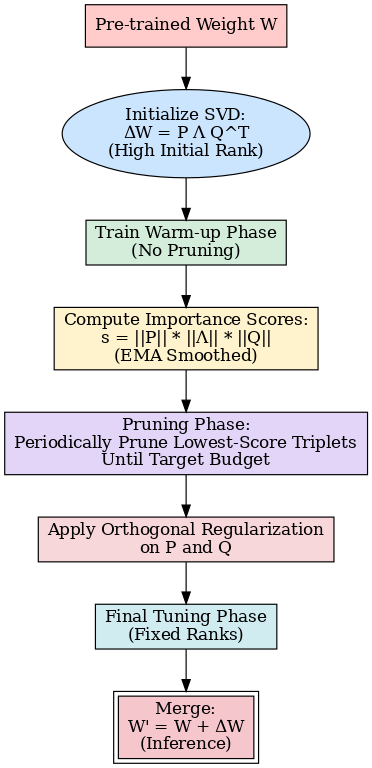 Pre-trained Weight W
Initialize SVD:
ΔW = P Λ Q^T
(High Initial Rank)
Train Warm-up Phase
(No Pruning)
Compute Importance Scores:
s = ||P|| * ||Λ|| * ||Q||
(EMA Smoothed)
Pruning Phase:
Periodically Prune Lowest-Score Triplets
Until Target Budget
Apply Orthogonal Regularization
on P and Q
Final Tuning Phase
(Fixed Ranks)
Merge:
W' = W + ΔW
(Inference)